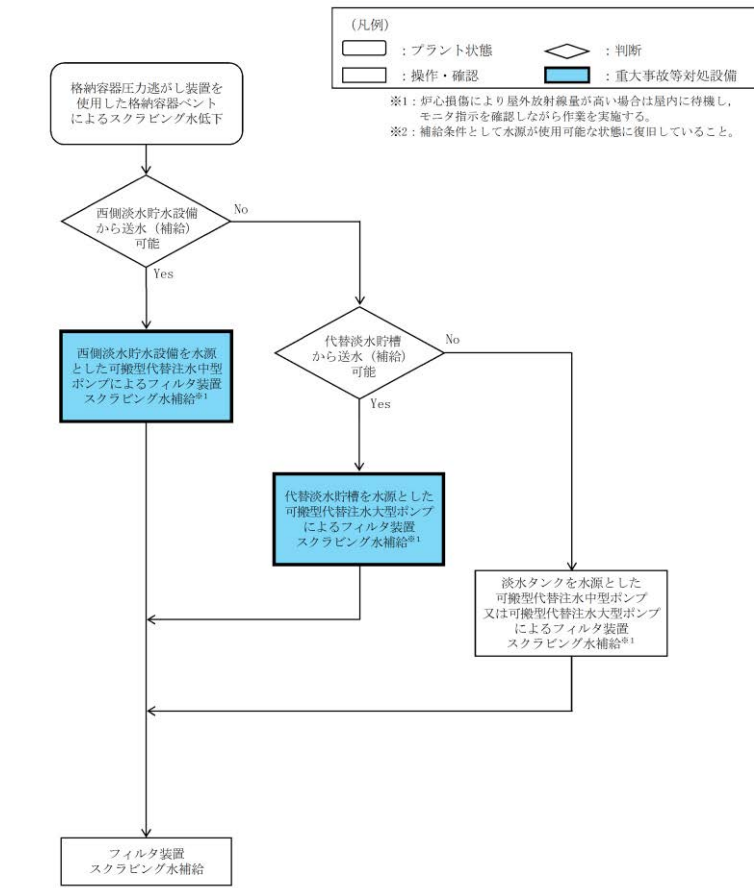 (凡例)
:プラント状態
:判断
:操作・確認
:重大事故等対処設備
※1:炉心損傷により屋外放射線量が高い場合は屋内に待機し,
モニタ指示を確認しながら作業を実施する。
※2:補給条件として水源が使用可能な状態に復旧していること。
格納容器圧力逃がし装置を
使用した格納容器ベント
によるスクラビング水低下
西側淡水貯水設備
から送水(補給)
可能
No
Yes
西側淡水貯水設備を水源
とした可搬型代替注水中型
ポンプによるフィルタ装置
スクラビング水補給※1
代替淡水貯槽
から送水(補給)
可能
No
Yes
代替淡水貯槽を水源とした
可搬型代替注水大型ポンプ
によるフィルタ装置
スクラビング水補給※1
淡水タンクを水源とした
可搬型代替注水中型ポンプ
又は可搬型代替注水大型ポンプ
によるフィルタ装置
スクラビング水補給※1
フィルタ装置
スクラビング水補給